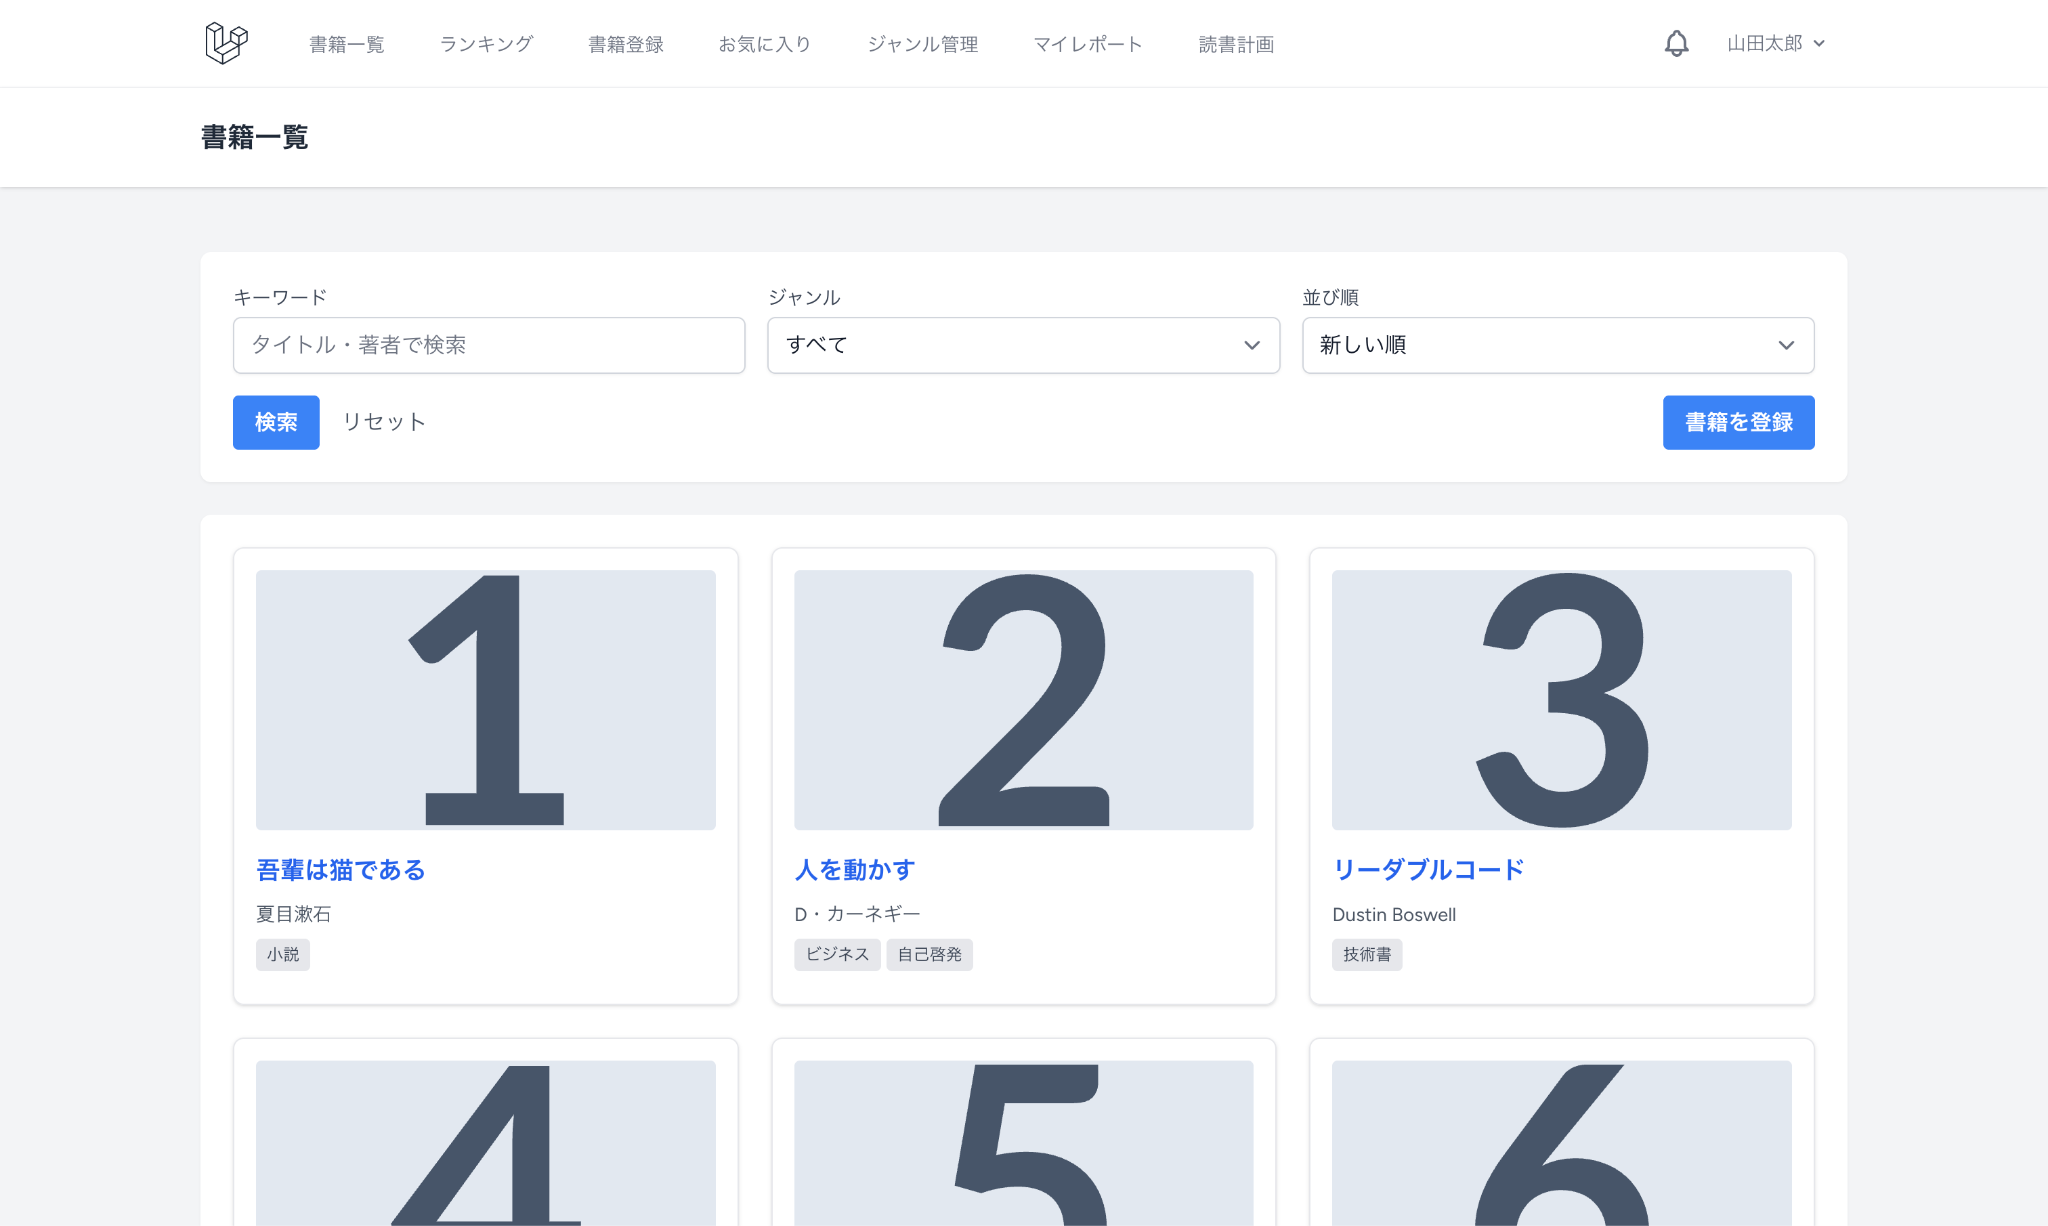 書籍一覧 ランキング 書籍登録 お気に入り ジャンル管理 マイレポート 読書計画 山田太郎
書籍一覧
キーワード ジャンル 並び順
タイトル・著者で検索 すべて 新しい順
検索 リセット 書籍を登録
1 2 3
吾輩は猫である 人を動かす リーダブルコード
夏目漱石 D・カーネギー Dustin Boswell
小説 ビジネス 自己啓発 技術書
4 5 6